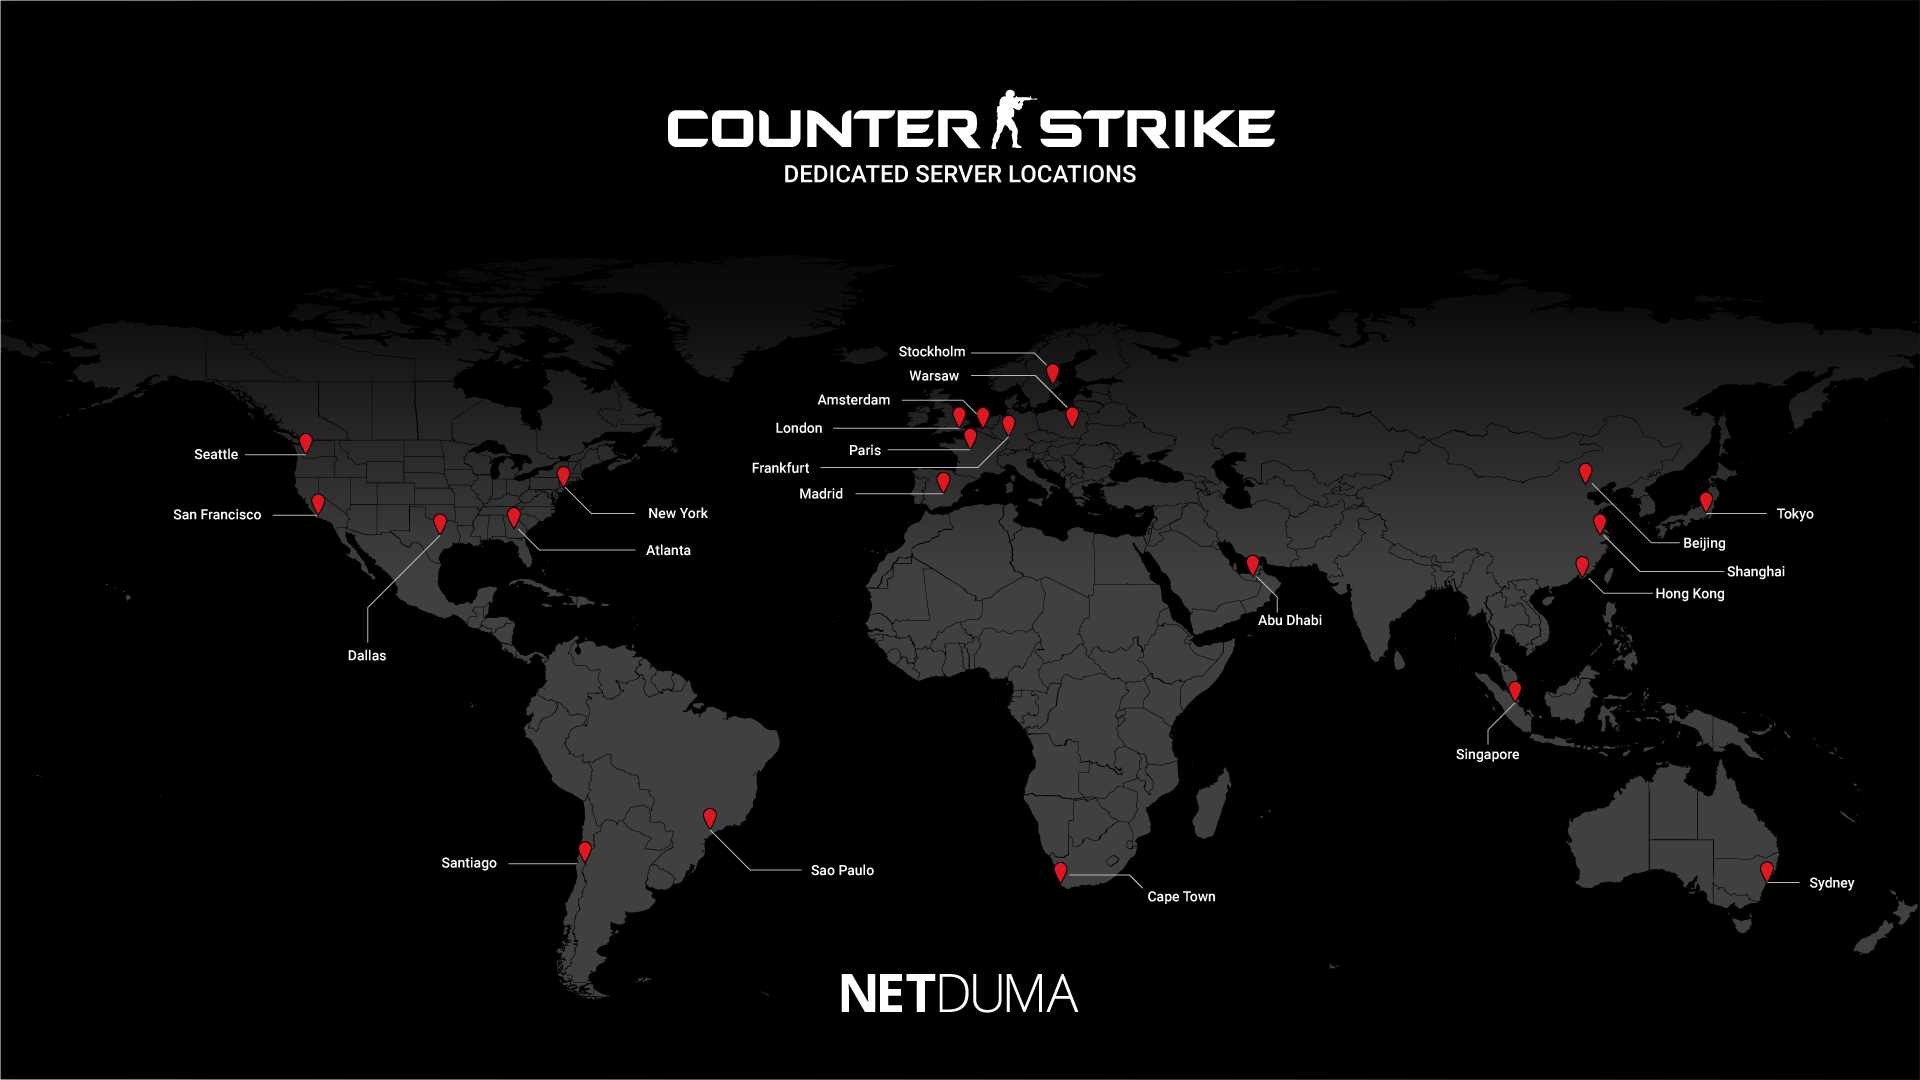 COUNTER STRIKE
DEDICATED SERVER LOCATIONS
Stockholm
Warsaw
Amsterdam
London
Paris
Frankfurt
Madrid
Seattle
San Francisco
New York
Atlanta
Dallas
Tokyo
Beijing
Shanghai
Hong Kong
Abu Dhabi
Singapore
Santiago
Sao Paulo
Cape Town
Sydney
NETDUMA